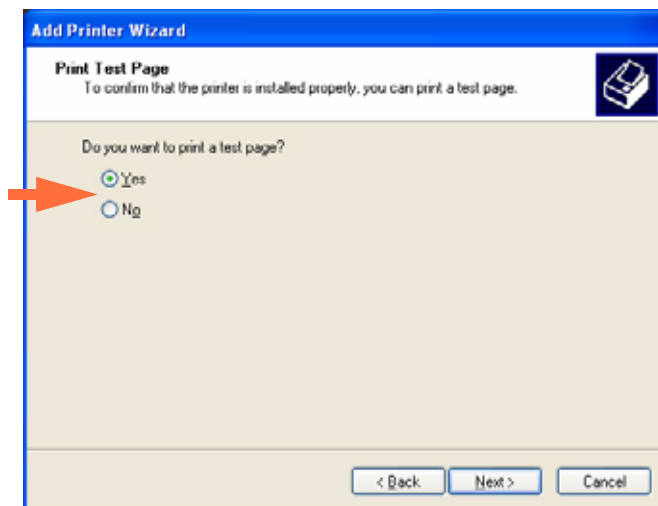 Add Printer Wizard
Print Test Page
To confirm that the printer is installed properly, you can print a test page.
Do you want to print a test page?
Yes
No
< Back
Next >
Cancel